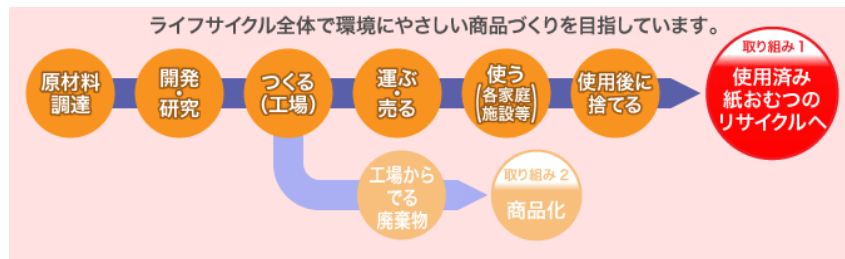 ライフサイクル全体で環境にやさしい商品づくりを目指しています。
原材料
調達
開発
・
研究
つくる
(工場)
運ぶ
・
売る
使う
(各家庭
施設等)
使用後に
捨てる
取り組み1
使用済み
紙おむつの
リサイクルへ
工場から
でる
廃棄物
取り組み2
商品化